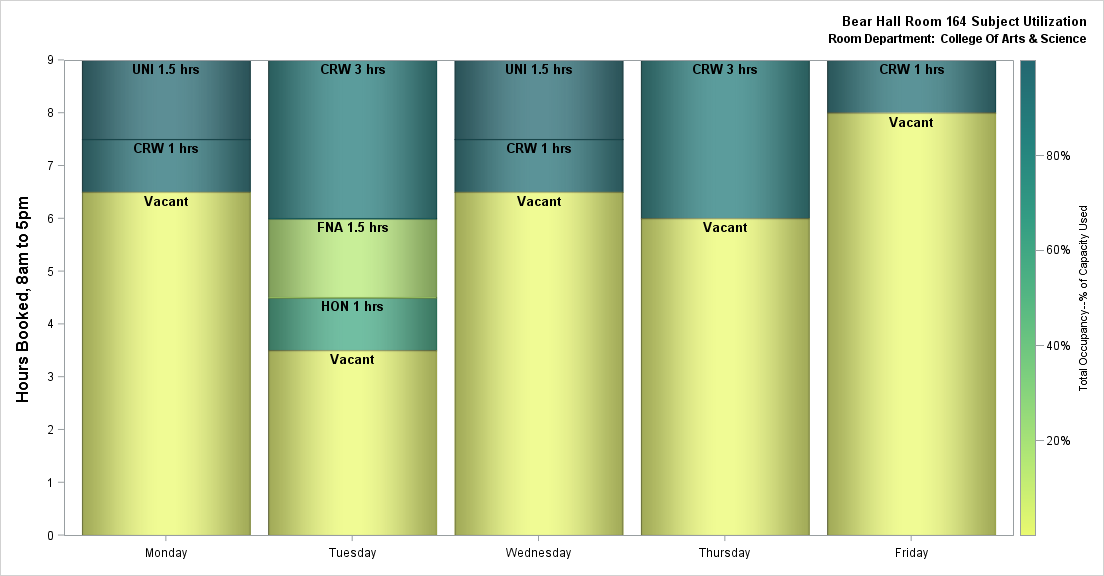 Bear Hall Room 164 Subject Utilization
Room Department: College Of Arts & Science
Hours Booked, 8am to 5pm
9
8
7
6
5
4
3
2
1
0
UNI 1.5 hrs
CRW 1 hrs
Vacant
CRW 3 hrs
FNA 1.5 hrs
HON 1 hrs
Vacant
UNI 1.5 hrs
CRW 1 hrs
Vacant
CRW 3 hrs
Vacant
CRW 1 hrs
Vacant
Monday
Tuesday
Wednesday
Thursday
Friday
80%
60%
40%
20%
Total Occupancy--% of Capacity Used